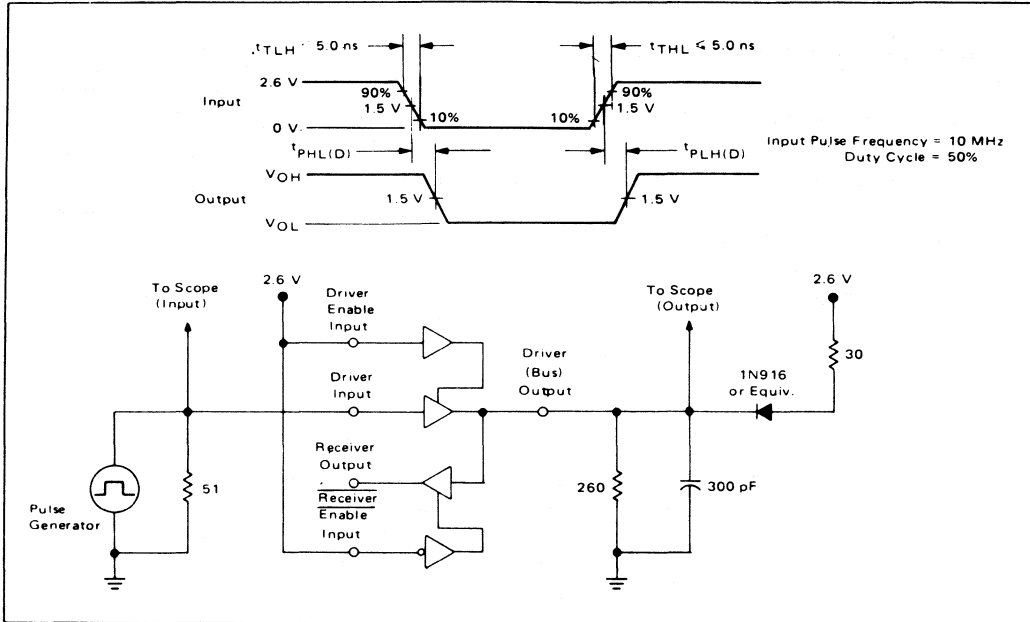 tTLH 5.0 ns
tTHL ≤ 5.0 ns
2.6 V
90%
90%
Input
1.5 V
1.5 V
10%
10%
0 V
tPHL(D)
tPLH(D)
Input Pulse Frequency = 10 MHz
Duty Cycle = 50%
VOH
Output
1.5 V
1.5 V
VOL
To Scope
(Input)
2.6 V
Driver
Enable
Input
To Scope
(Output)
2.6 V
30
Driver
(Bus)
Output
1N916
or Equiv.
Driver
Input
Receiver
Output
Receiver
Enable
Input
Pulse
Generator
51
260
300 pF